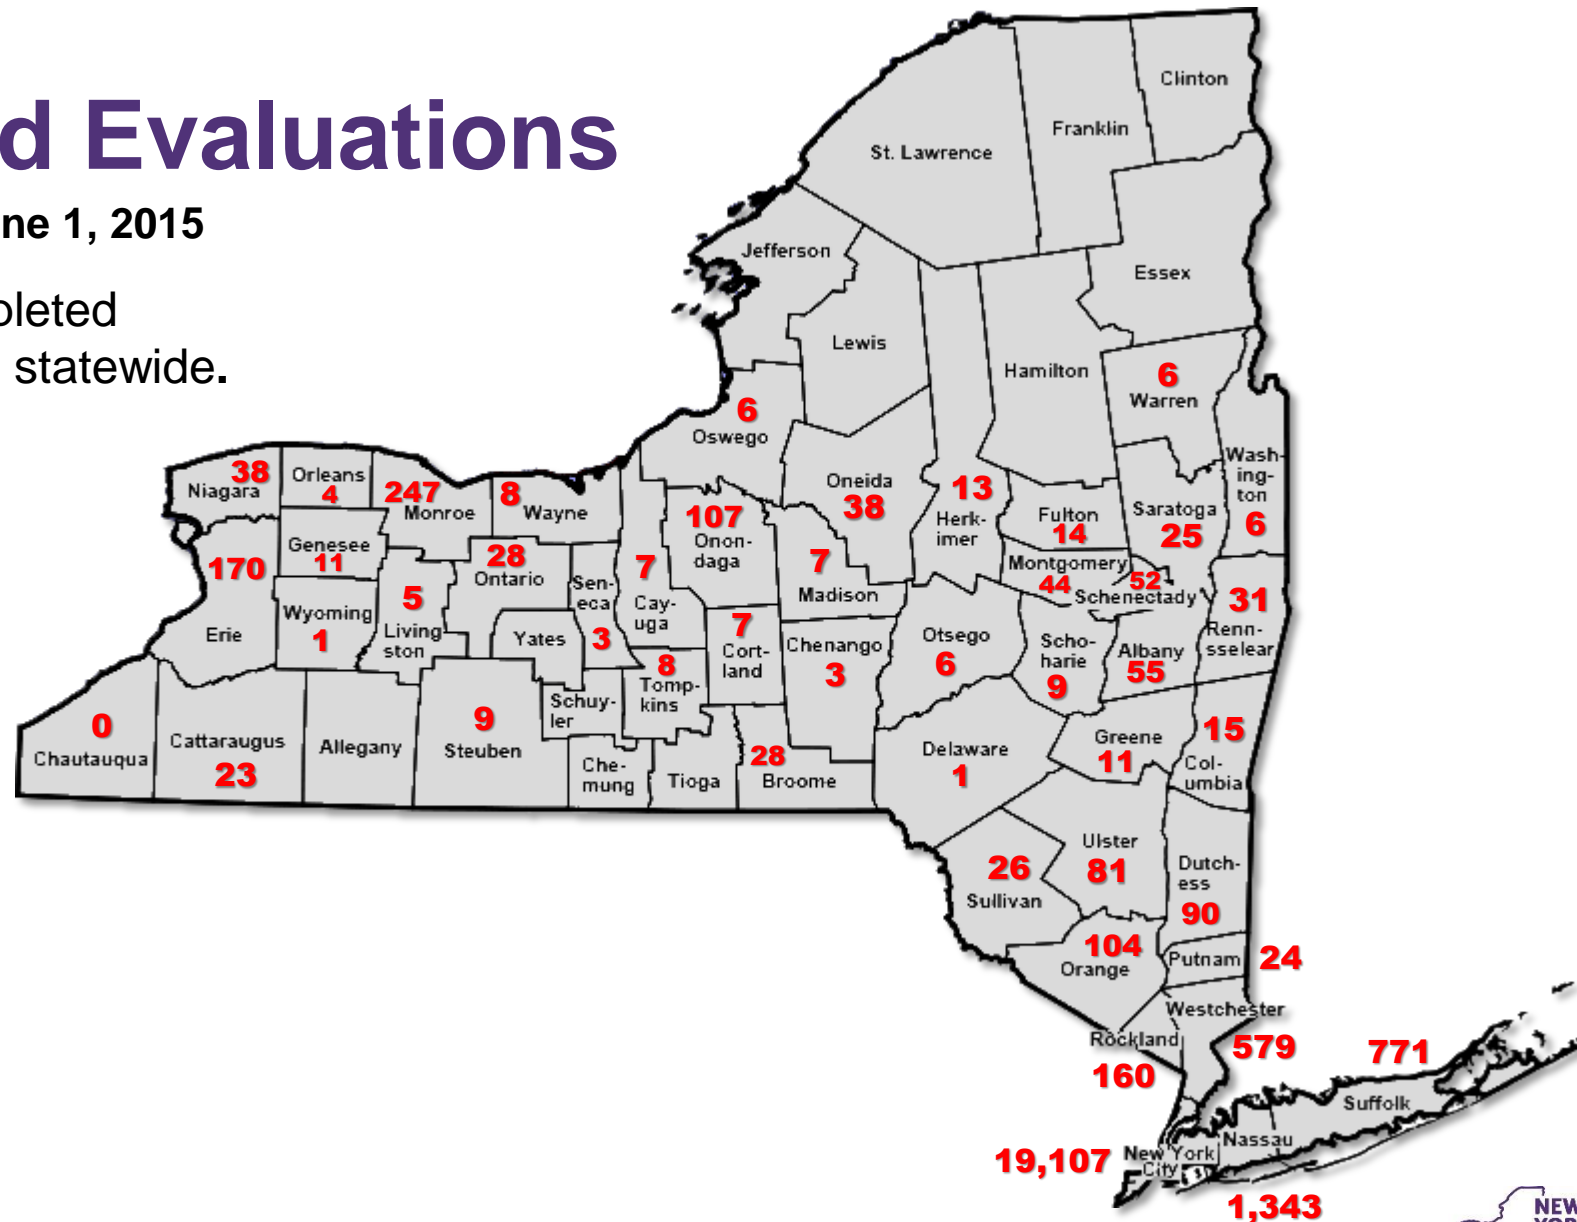 d Evaluations
ne 1, 2015
leted
statewide.
Clinton
Franklin
St. Lawrence
Jefferson
Essex
Lewis
Hamilton
6
Warren
6
Oswego
Wash-
ing-
ton
6
Oneida
38
13
Herk-
imer
Fulton
14
Saratoga
25
38
Niagara
Orleans
4
247
Monroe
8
Wayne
107
Onon-
daga
7
Madison
Montgomery
44
52
Schenectady
31
Renn-
sselear
170
Erie
Genesee
11
Wyoming
1
5
Living
ston
28
Ontario
Yates
Sen-
eca
3
7
Cay-
uga
7
Cort-
land
Chenango
3
Otsego
6
Scho-
harie
9
Albany
55
0
Chautauqua
Cattaraugus
23
Allegany
9
Steuben
Schuy-
ler
8
Tomp-
kins
Che-
mung
Tioga
28
Broome
Delaware
1
Greene
11
15
Col-
umbia
26
Sullivan
Ulster
81
Dutch-
ess
90
104
Orange
Putnam
24
Westchester
579
Rockland
160
771
Suffolk
Nassau
1,343
19,107
New York
City
NEW